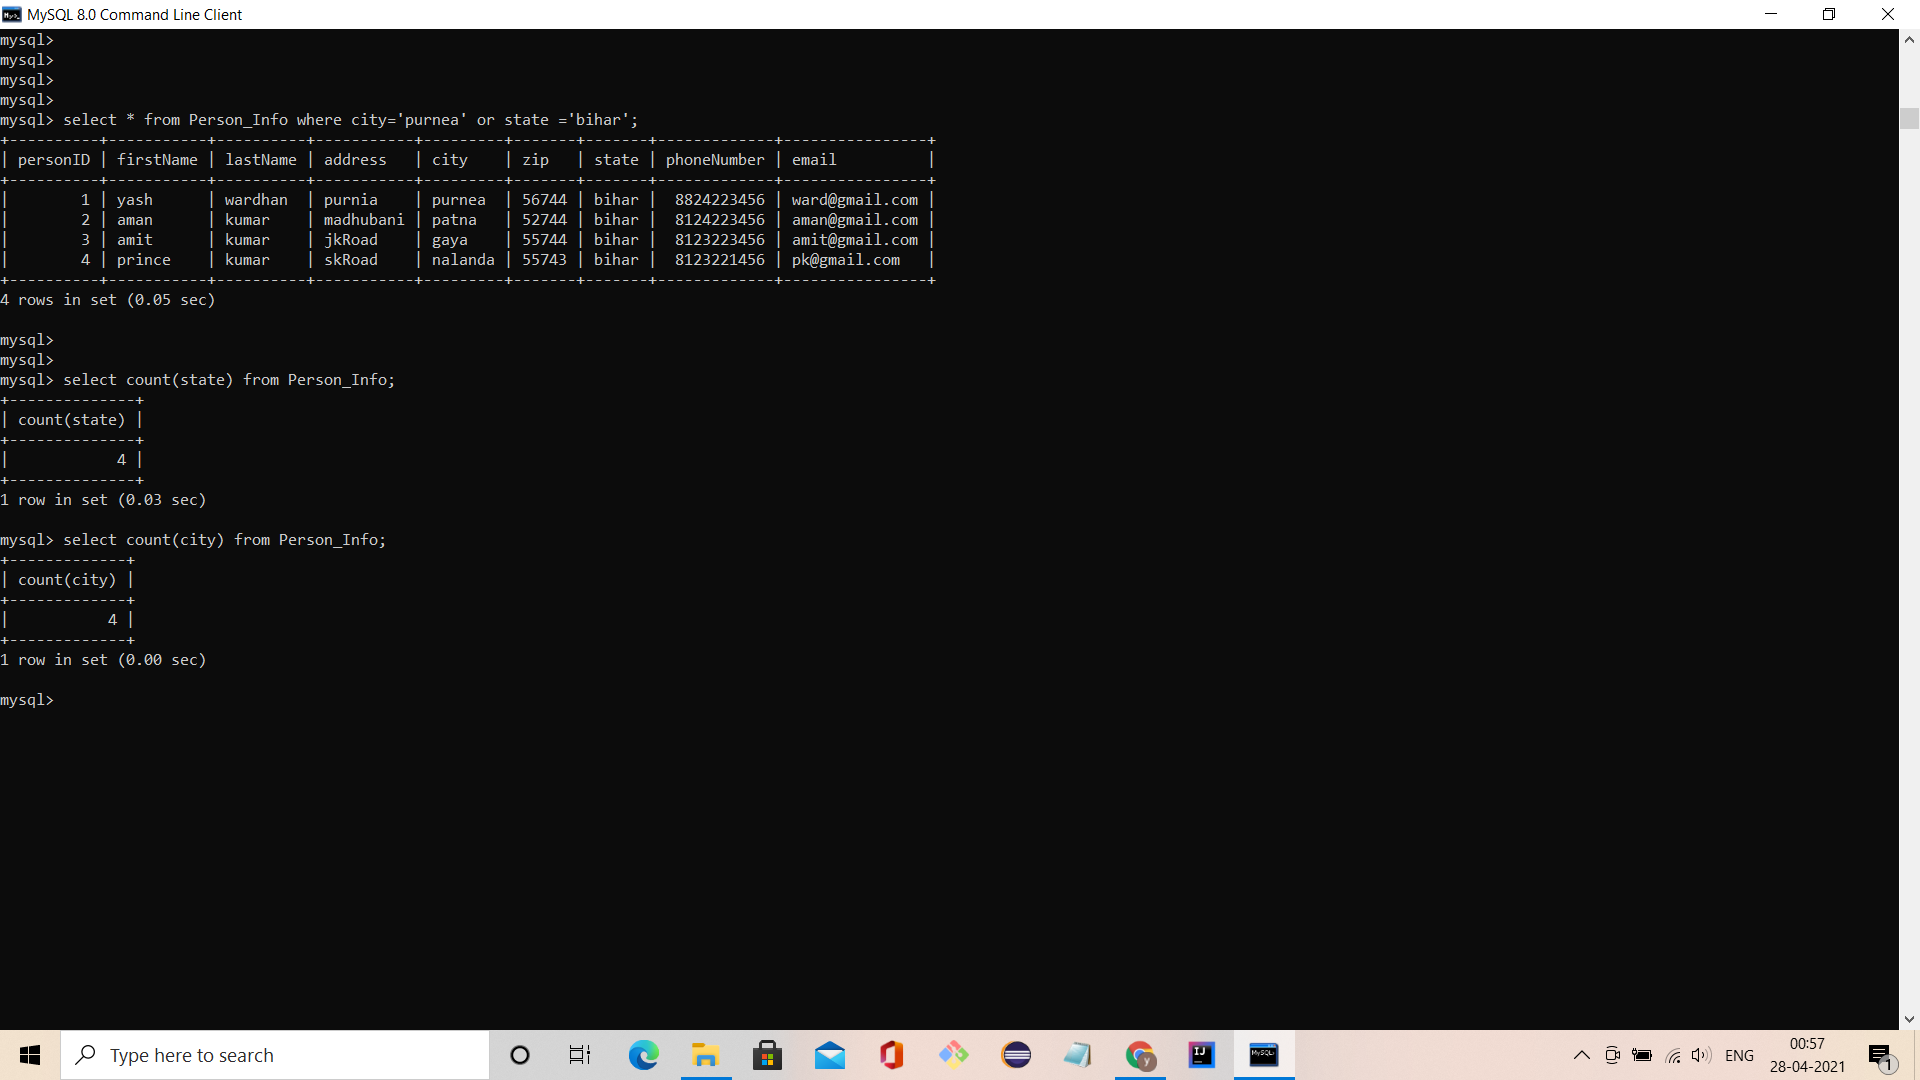 MySQL 8.0 Command Line Client
mysql>
mysql>
mysql>
mysql>
mysql> select * from Person_Info where city='purnea' or state ='bihar';
+----------+-----------+----------+-----------+---------+-------+-------+-------------+----------------+
| personID | firstName | lastName | address   | city    | zip   | state | phoneNumber | email          |
+----------+-----------+----------+-----------+---------+-------+-------+-------------+----------------+
|        1 | yash      | wardhan  | purnia    | purnea  | 56744 | bihar |  8824223456 | ward@gmail.com |
|        2 | aman      | kumar    | madhubani | patna   | 52744 | bihar |  8124223456 | aman@gmail.com |
|        3 | amit      | kumar    | jkRoad    | gaya    | 55744 | bihar |  8123223456 | amit@gmail.com |
|        4 | prince    | kumar    | skRoad    | nalanda | 55743 | bihar |  8123221456 | pk@gmail.com   |
+----------+-----------+----------+-----------+---------+-------+-------+-------------+----------------+
4 rows in set (0.05 sec)
mysql>
mysql>
mysql> select count(state) from Person_Info;
+--------------+
| count(state) |
+--------------+
|            4 |
+--------------+
1 row in set (0.03 sec)
mysql> select count(city) from Person_Info;
+-------------+
| count(city) |
+-------------+
|           4 |
+-------------+
1 row in set (0.00 sec)
mysql>
Type here to search
IJ
MySQL
y
ENG
00:57
28-04-2021
1